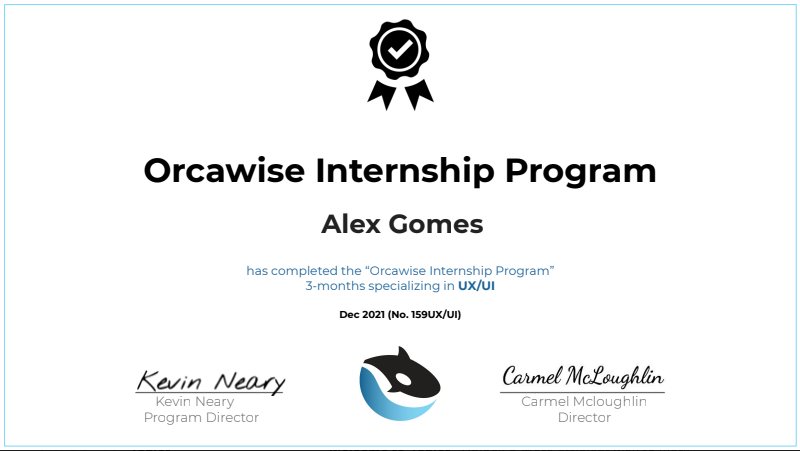 Orcawise Internship Program
Alex Gomes
has completed the “Orcawise Internship Program”
3-months specializing in UX/UI
Dec 2021 (No. 159UX/UI)
Kevin Neary
Kevin Neary
Program Director
Carmel McLoughlin
Carmel Mcloughlin
Director